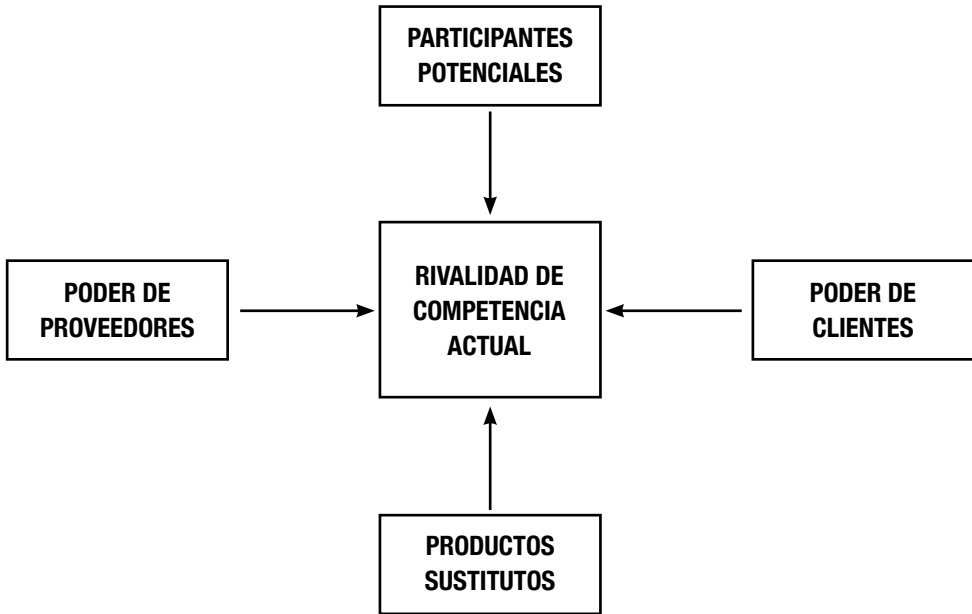 PARTICIPANTES
POTENCIALES
PODER DE
PROVEEDORES
RIVALIDAD DE
COMPETENCIA
ACTUAL
PODER DE
CLIENTES
PRODUCTOS
SUSTITUTOS